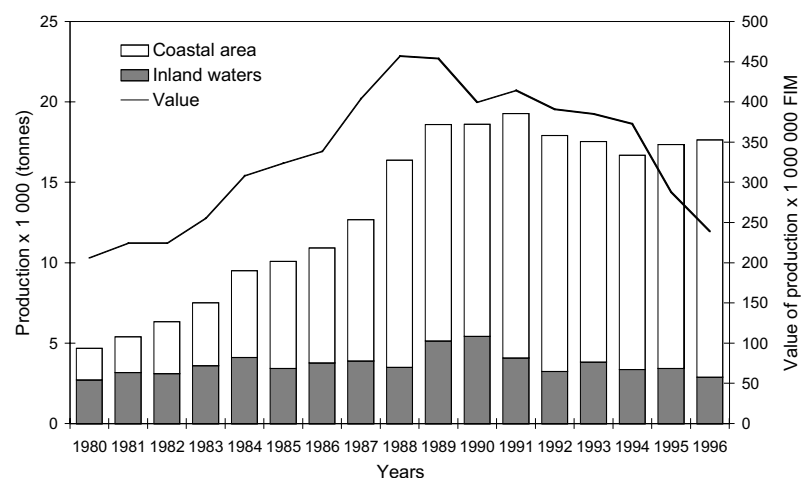 Production x 1 000 (tonnes)
25
20
15
10
5
0
Coastal area
Inland waters
Value
500
450
400
350
300
250
200
150
100
50
0
Value of production x 1 000 000 FIM
1980 1981 1982 1983 1984 1985 1986 1987 1988 1989 1990 1991 1992 1993 1994 1995 1996
Years